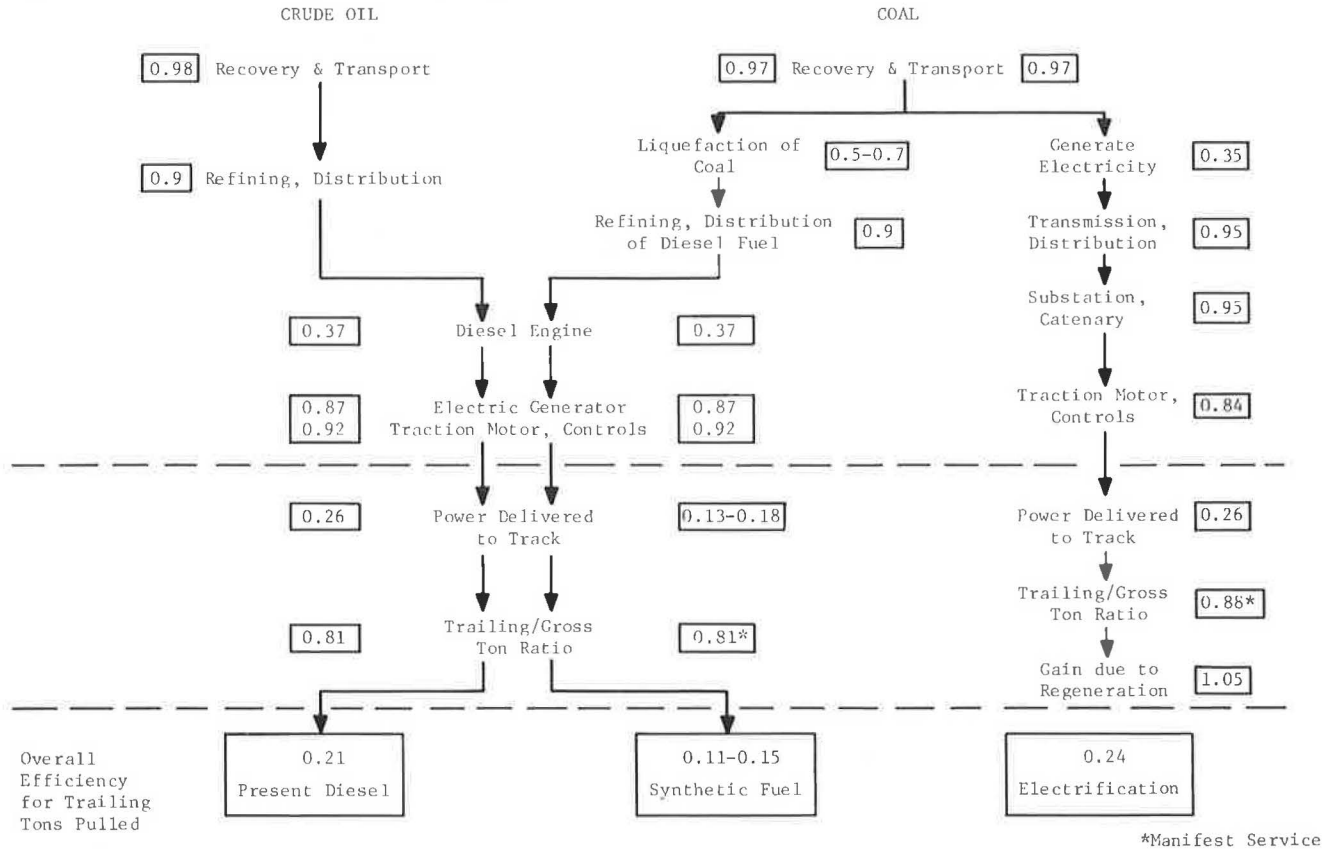 CRUDE OIL
COAL
0.98 Recovery & Transport
0.97 Recovery & Transport 0.97
Liquefaction of
Coal
0.5-0.7
Generate
Electricity
0.35
0.9 Refining, Distribution
Refining, Distribution
of Diesel Fuel
0.9
Transmission,
Distribution
0.95
Substation,
Catenary
0.95
0.37 Diesel Engine 0.37
0.87 Electric Generator 0.87
0.92 Traction Motor, Controls 0.92
Traction Motor,
Controls
0.84
0.26
Power Delivered
to Track
0.13-0.18
Power Delivered
to Track
0.26
Trailing/Gross
Ton Ratio
0.88*
0.81
Trailing/Gross
Ton Ratio
0.81*
Gain due to
Regeneration
1.05
Overall
Efficiency
for Trailing
Tons Pulled
0.21
Present Diesel
0.11-0.15
Synthetic Fuel
0.24
Electrification
*Manifest Service